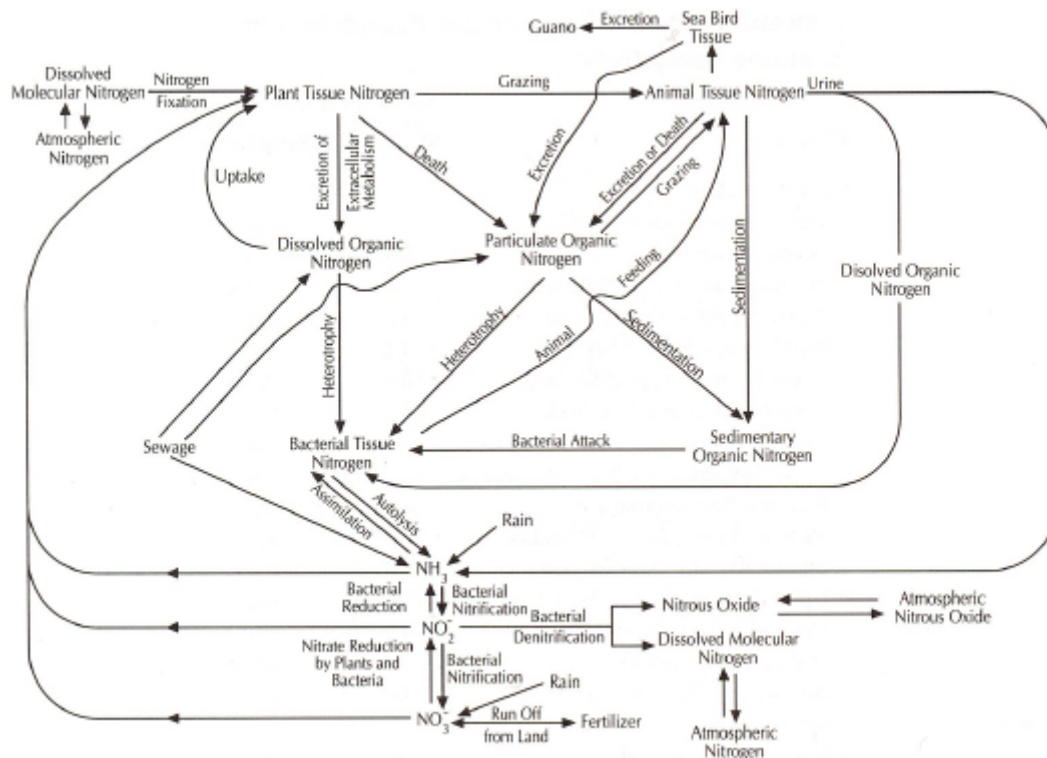 Guano
Excretion
Sea Bird
Tissue
Dissolved
Molecular Nitrogen
Nitrogen
Fixation
Plant Tissue Nitrogen
Grazing
Animal Tissue Nitrogen
Urine
Atmospheric
Nitrogen
Uptake
Excretion of
Extracellular
Metabolism
Death
Excretion
Excretion or Death
Grazing
Sedimentation
Dissolved Organic
Nitrogen
Particulate Organic
Nitrogen
Disolved Organic
Nitrogen
Heterotrophy
Heterotrophy
Animal
Feeding
Sedimentation
Sewage
Bacterial Tissue
Nitrogen
Bacterial Attack
Sedimentary
Organic Nitrogen
Assimilation
Autolysis
Rain
NH3
Bacterial
Reduction
Bacterial
Nitrification
NO2-
Bacterial
Denitrification
Nitrous Oxide
Atmospheric
Nitrous Oxide
Dissolved Molecular
Nitrogen
Nitrate Reduction
by Plants and
Bacteria
Bacterial
Nitrification
Rain
NO3-
Run Off
from Land
Fertilizer
Atmospheric
Nitrogen